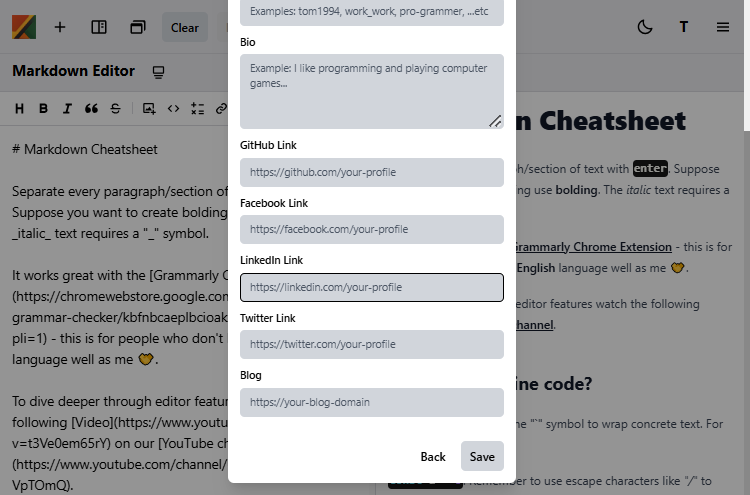 Clear
T
Markdown Editor
H B I S
# Markdown Cheatsheet
Separate every paragraph/section of
Suppose you want to create bolding
_italic_ text requires a "_" symbol.
It works great with the [Grammarly C
(https://chromewebstore.google.com
grammar-checker/kbfnbcaeplbcioak
pli=1) - this is for people who don't
language well as me 😻.
To dive deeper through editor featur
following [Video](https://www.youtu
v=t3Ve0em65rY) on our [YouTube ch
(https://www.youtube.com/channel/
VpTOmQ).
Examples: tom1994, work_work, pro-grammer, ...etc
Bio
Example: I like programming and playing computer
games...
GitHub Link
https://github.com/your-profile
Facebook Link
https://facebook.com/your-profile
LinkedIn Link
https://linkedin.com/your-profile
Twitter Link
https://twitter.com/your-profile
Blog
https://your-blog-domain
Back Save
n Cheatsheet
h/section of text with enter. Suppose
ng use bolding. The italic text requires a
Grammarly Chrome Extension - this is for
English language well as me 😻.
editor features watch the following
hannel.
ine code?
he "`" symbol to wrap concrete text. For
Remember to use escape characters like "/" to